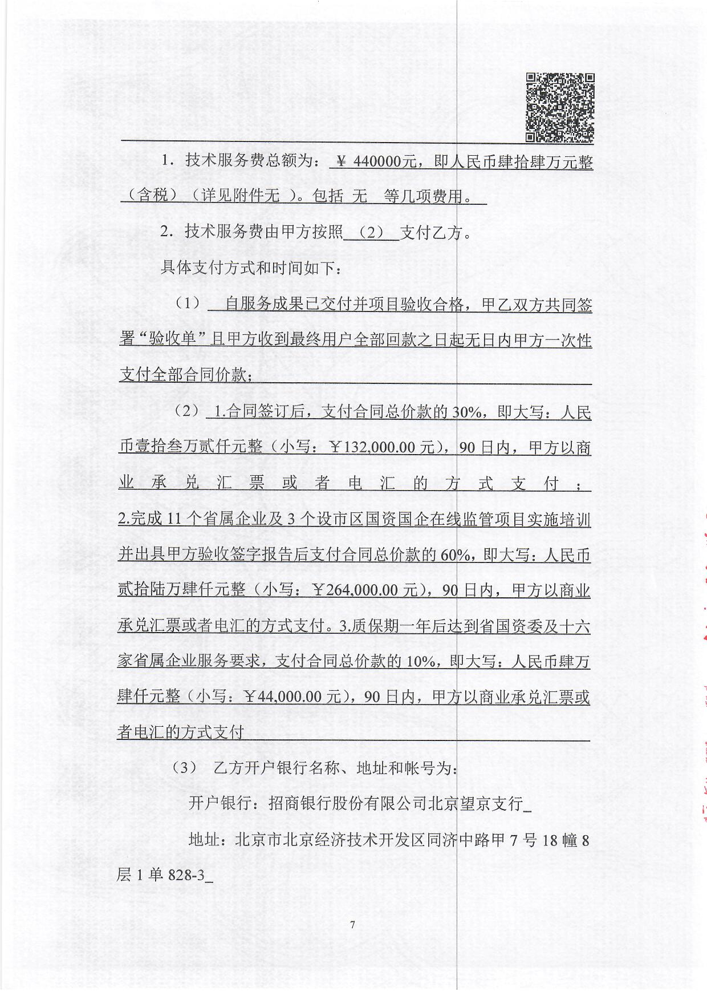 1．技术服务费总额为：￥ 440000元，即人民币肆拾肆万元整
（含税）（详见附件无 ）。包括 无 等几项费用。
2．技术服务费由甲方按照 （2） 支付乙方。
具体支付方式和时间如下：
（1） 自服务成果已交付并项目验收合格，甲乙双方共同签
署“验收单”且甲方收到最终用户全部回款之日起无日内甲方一次性
支付全部合同价款；
（2） 1.合同签订后，支付合同总价款的 30%，即大写：人民
币壹拾叁万贰仟元整（小写：￥132,000.00 元），90 日内，甲方以商
业承兑汇票或者电汇的方式支付；
2.完成 11 个省属企业及 3 个设市区国资国企在线监管项目实施培训
并出具甲方验收签字报告后支付合同总价款的 60%，即大写：人民币
贰拾陆万肆仟元整（小写：￥264,000.00 元），90 日内，甲方以商业
承兑汇票或者电汇的方式支付。3.质保期一年后达到省国资委及十六
家省属企业服务要求，支付合同总价款的 10%，即大写：人民币肆万
肆仟元整（小写：￥44,000.00 元），90 日内，甲方以商业承兑汇票或
者电汇的方式支付
（3） 乙方开户银行名称、地址和帐号为：
开户银行：招商银行股份有限公司北京望京支行_
地址：北京市北京经济技术开发区同济中路甲 7 号 18 幢 8
层 1 单 828-3_
7